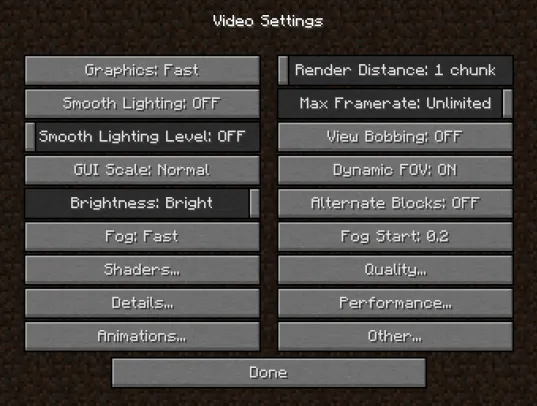 Video Settings
Graphics: Fast
Render Distance: 1 chunk
Smooth Lighting: OFF
Max Framerate: Unlimited
Smooth Lighting Level: OFF
View Bobbing: OFF
GUI Scale: Normal
Dynamic FOV: ON
Brightness: Bright
Alternate Blocks: OFF
Fog: Fast
Fog Start: 0.2
Shaders...
Quality...
Details...
Performance...
Animations...
Other...
Done